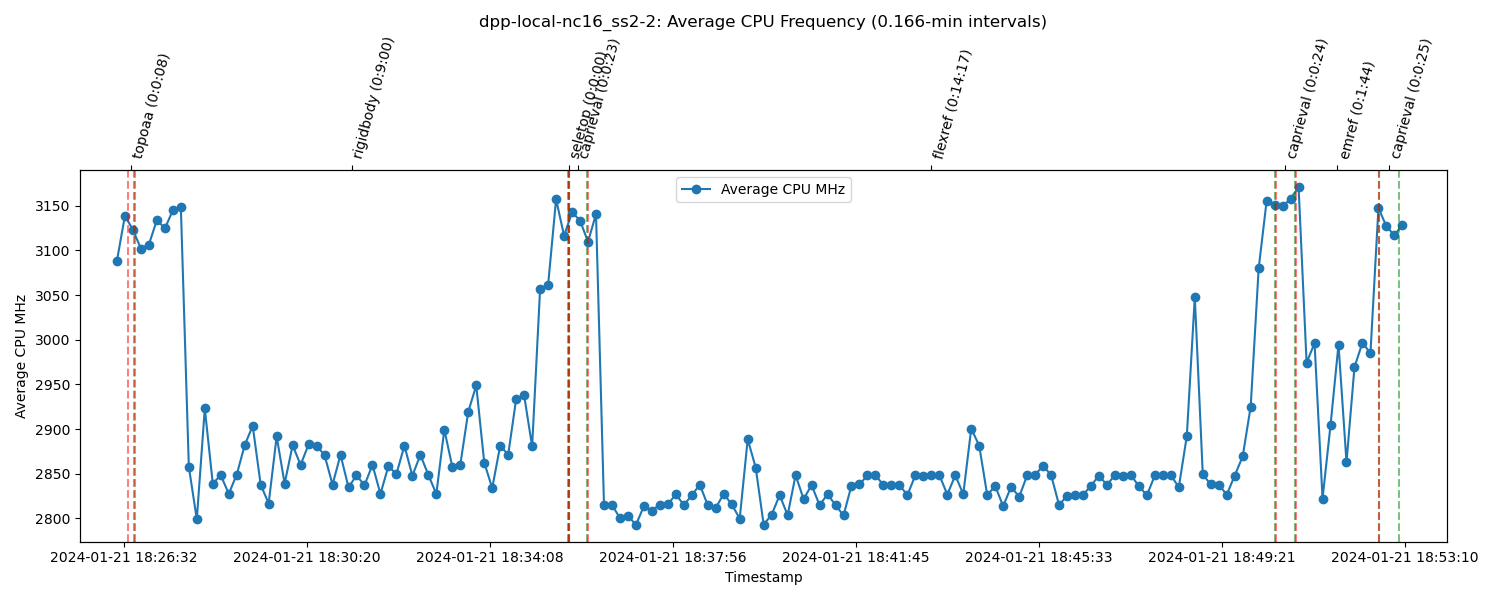 dpp-local-nc16_ss2-2: Average CPU Frequency (0.166-min intervals)
topoaa (0:0:08)
rigidbody (0:9:00)
seletop (0:0:00)
caprieval (0:0:23)
flexref (0:14:17)
caprieval (0:0:24)
emref (0:1:44)
caprieval (0:0:25)
Average CPU MHz
Average CPU MHz
3150
3100
3050
3000
2950
2900
2850
2800
2024-01-21 18:26:32
2024-01-21 18:30:20
2024-01-21 18:34:08
2024-01-21 18:37:56
2024-01-21 18:41:45
2024-01-21 18:45:33
2024-01-21 18:49:21
2024-01-21 18:53:10
Timestamp